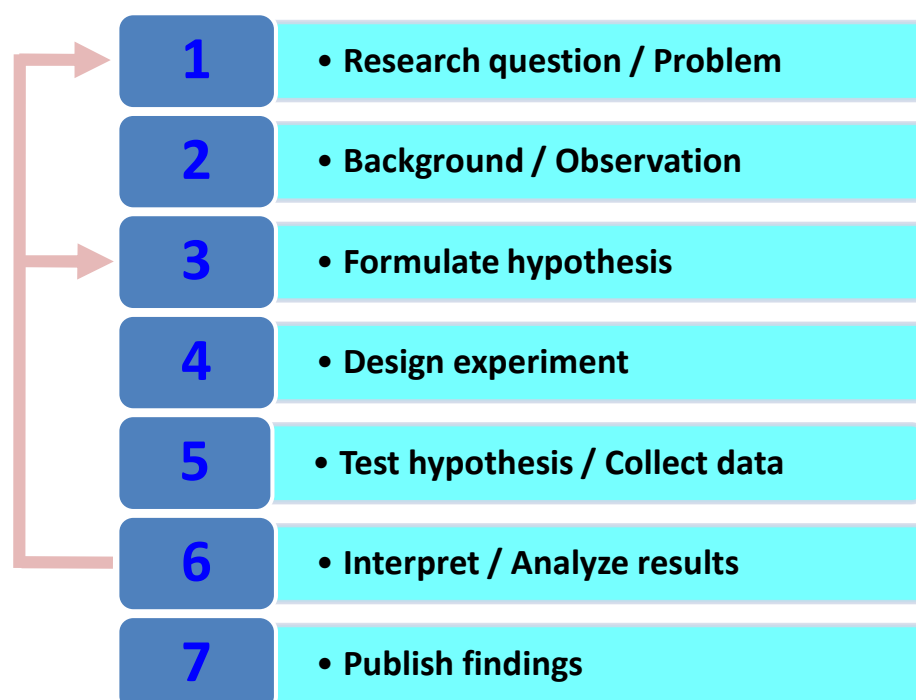 1 • Research question / Problem
2 • Background / Observation
3 • Formulate hypothesis
4 • Design experiment
5 • Test hypothesis / Collect data
6 • Interpret / Analyze results
7 • Publish findings